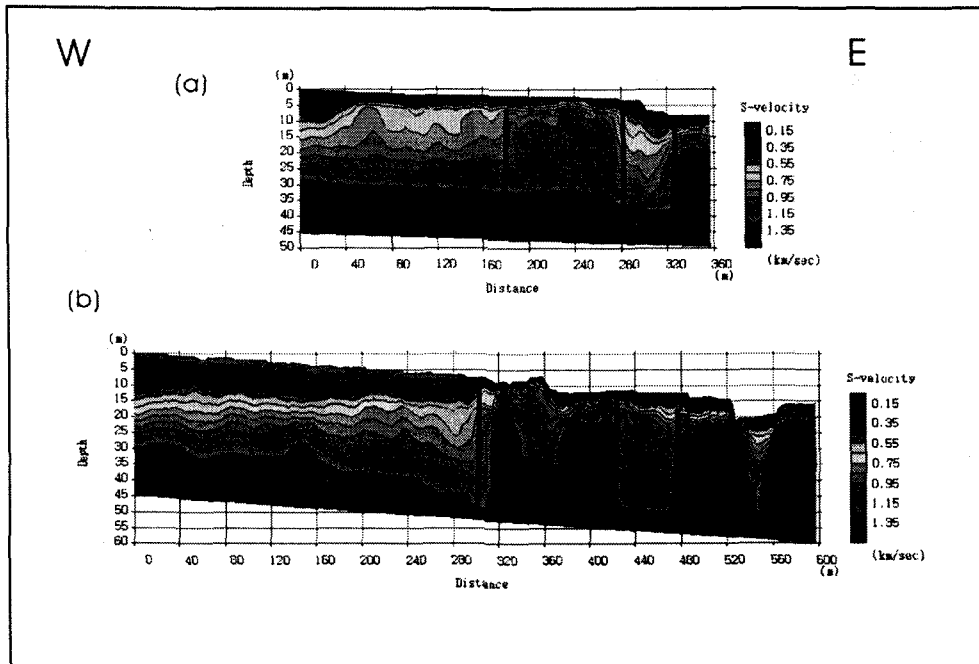 W E
(a)
(m)
0
5
10
15
20
25
30
35
40
45
50
Depth
0 40 80 120 160 200 240 280 320 360
(m)
Distance
S-velocity
0.15
0.35
0.55
0.75
0.95
1.15
1.35
(km/sec)
(b)
(m)
0
5
10
15
20
25
30
35
40
45
50
55
60
Depth
0 40 80 120 160 200 240 280 320 360 400 440 480 520 560 600
(m)
Distance
S-velocity
0.15
0.35
0.55
0.75
0.95
1.15
1.35
(km/sec)